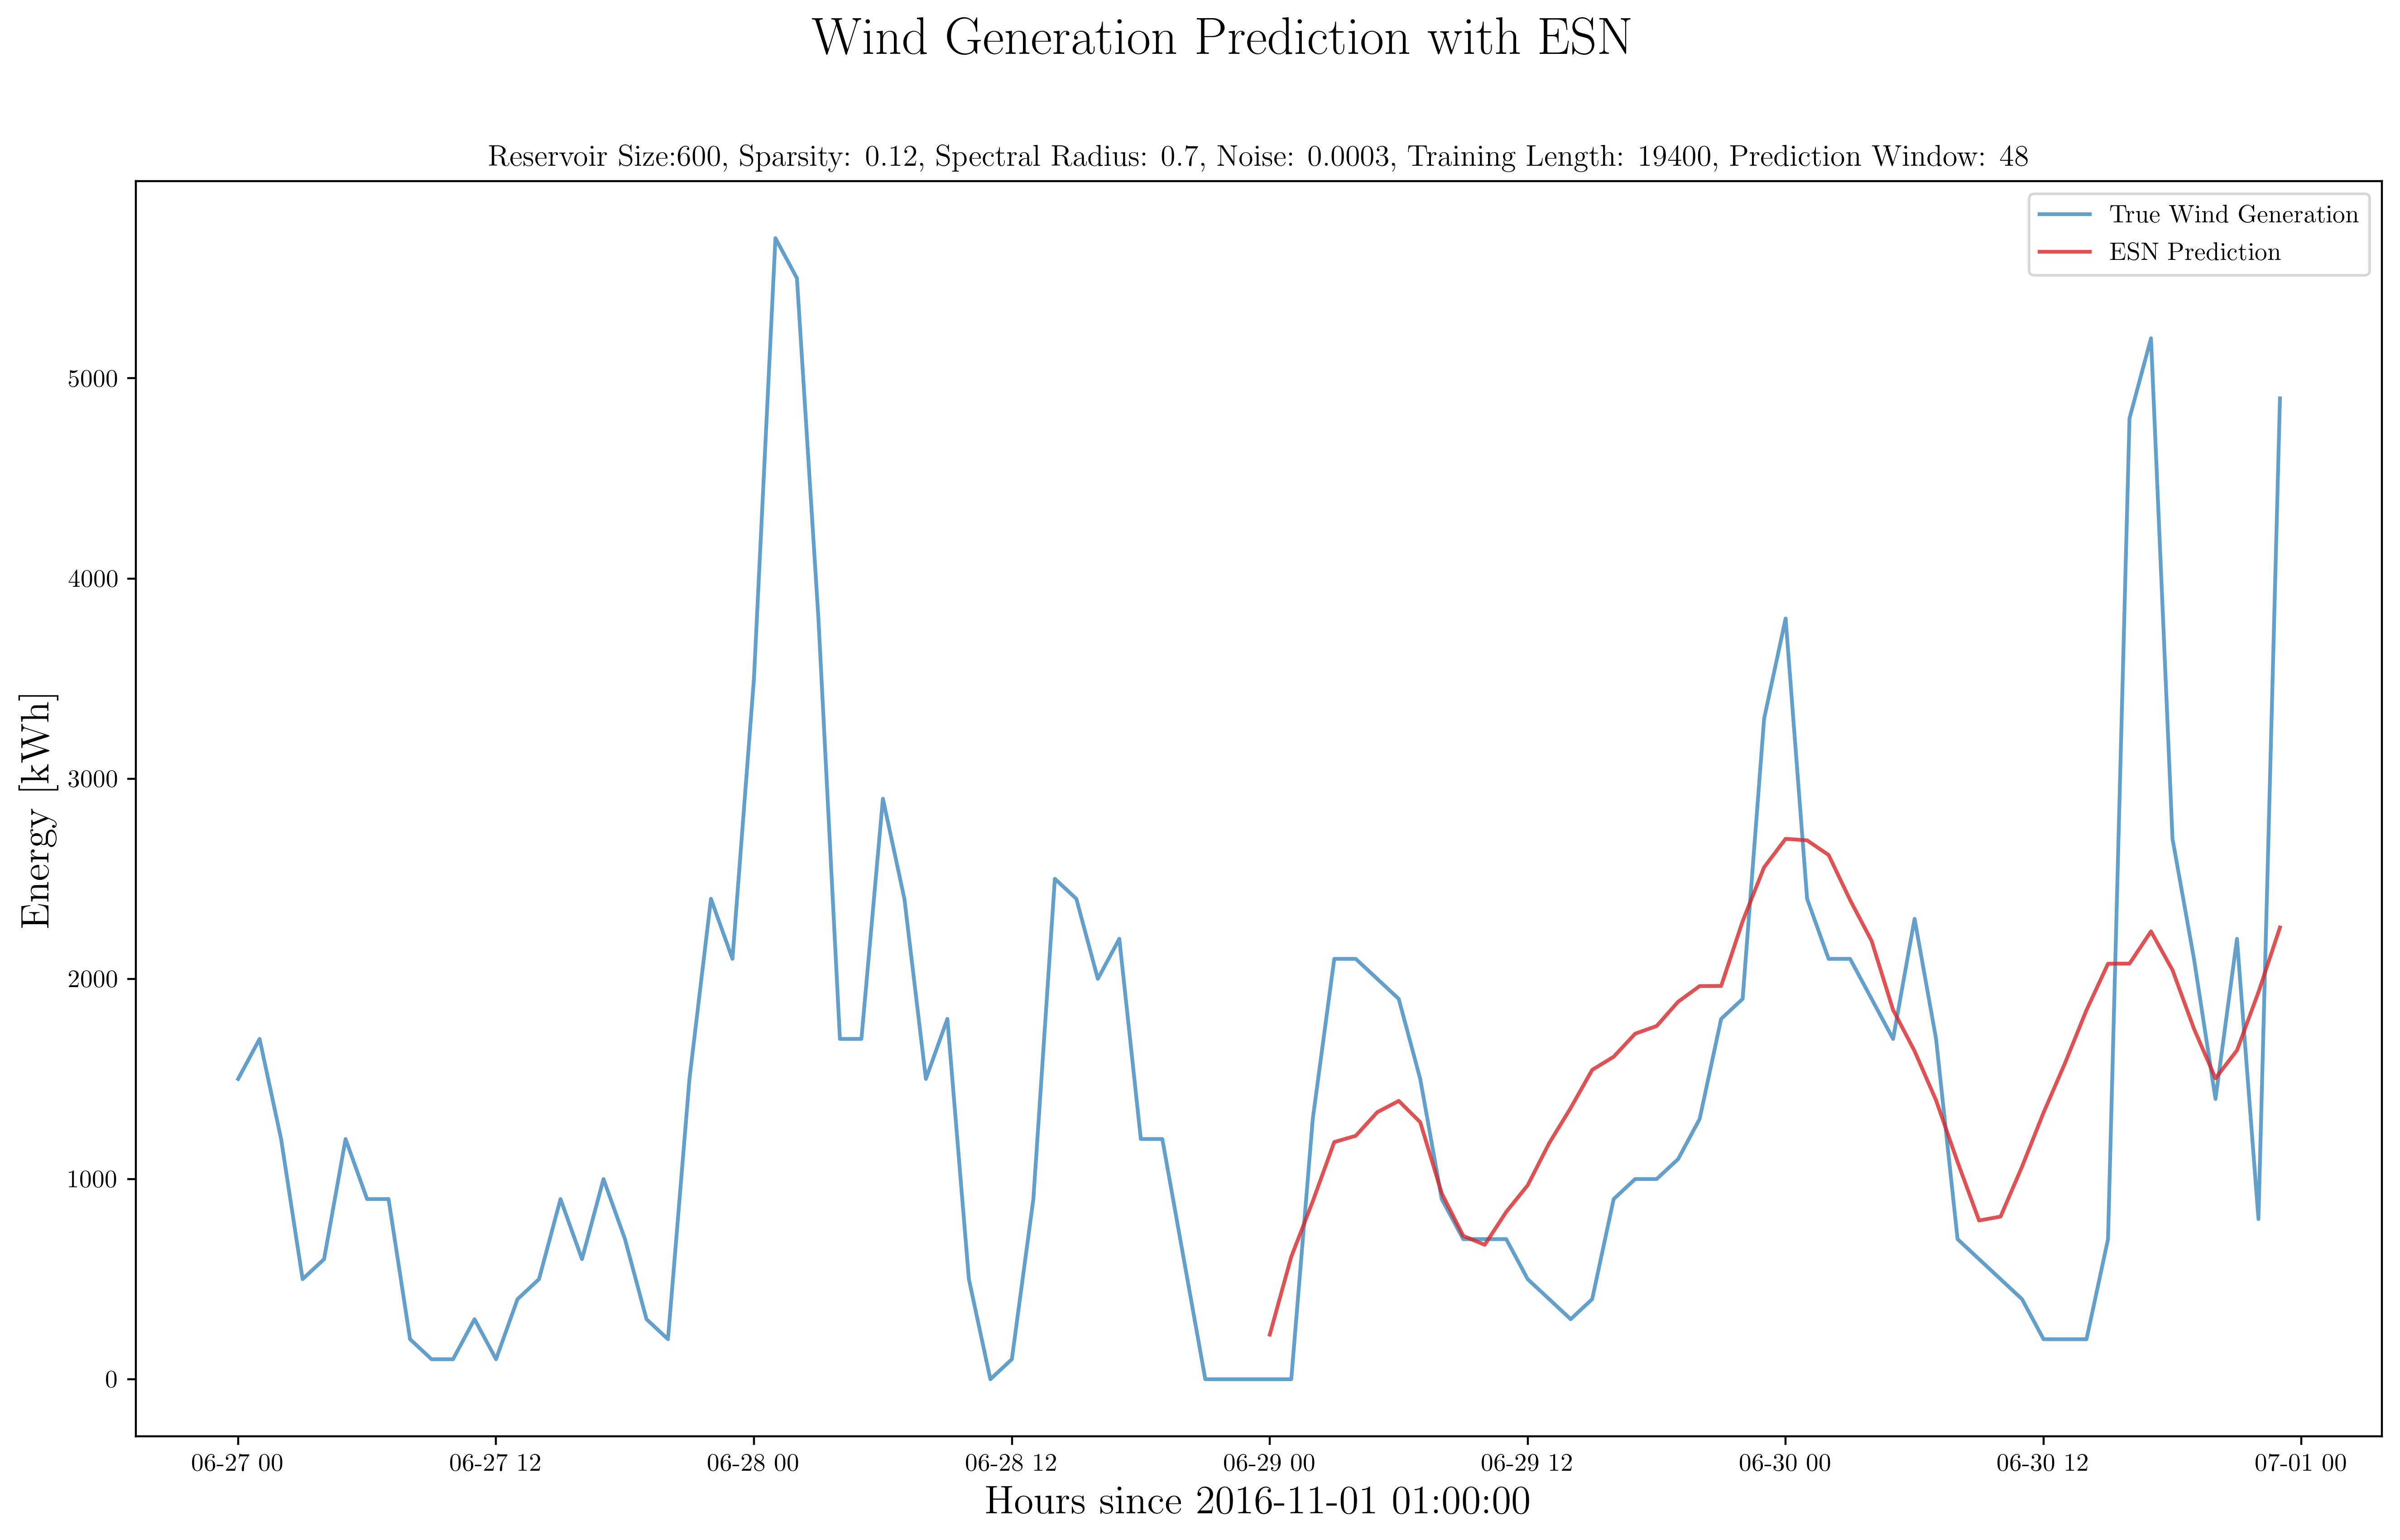 Wind Generation Prediction with ESN
Reservoir Size:600, Sparsity: 0.12, Spectral Radius: 0.7, Noise: 0.0003, Training Length: 19400, Prediction Window: 48
True Wind Generation
ESN Prediction
Energy [kWh]
5000
4000
3000
2000
1000
0
06-27 00 06-27 12 06-28 00 06-28 12 06-29 00 06-29 12 06-30 00 06-30 12 07-01 00
Hours since 2016-11-01 01:00:00